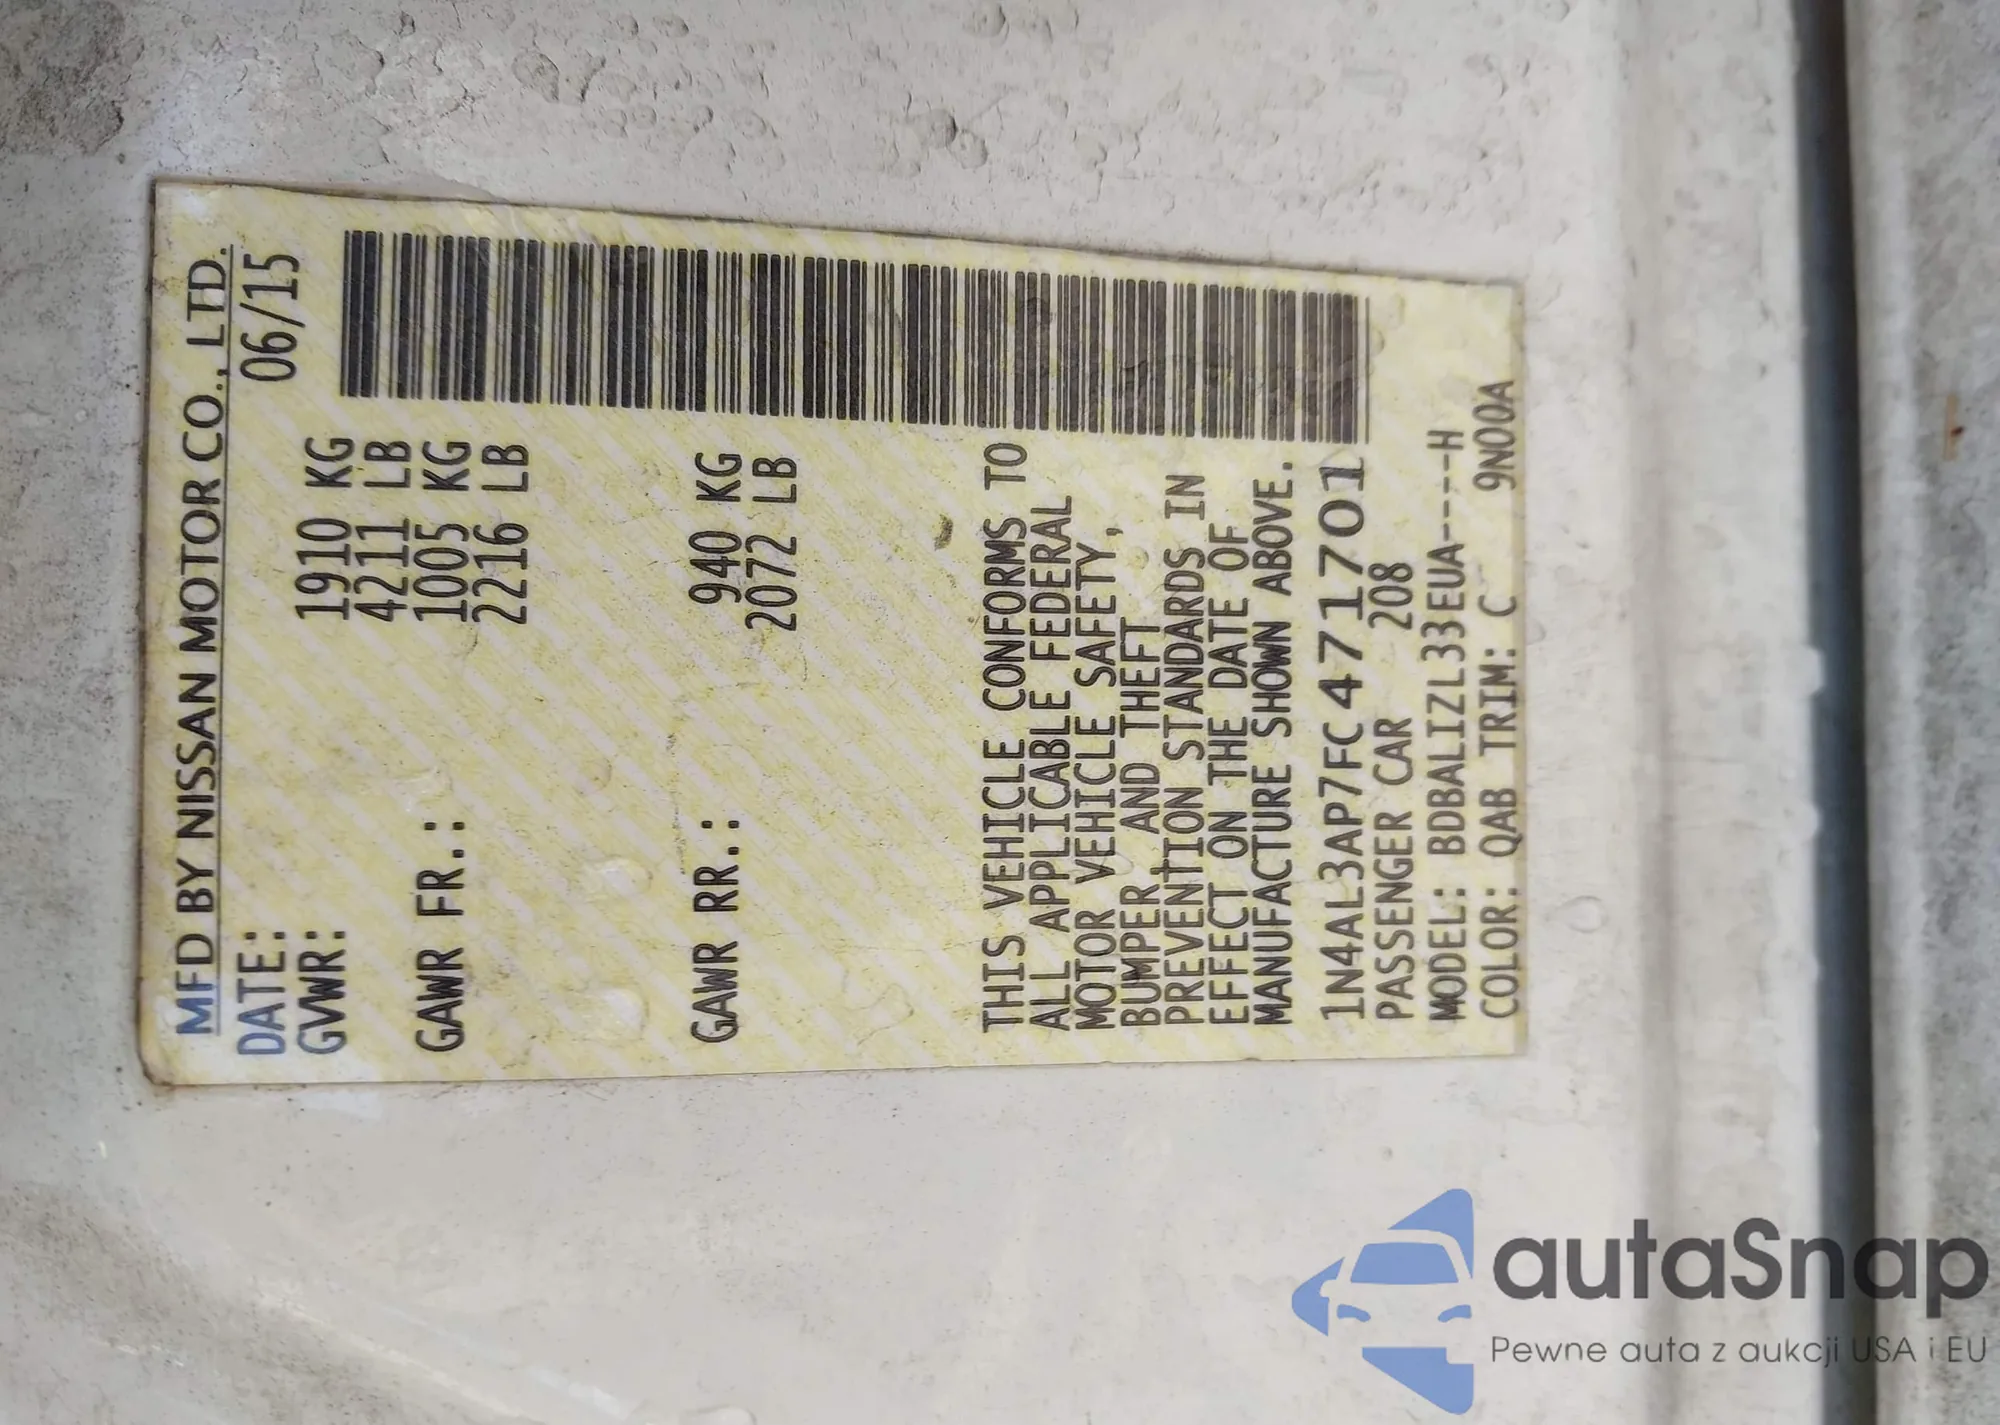 MFD BY NISSAN MOTOR CO., LTD.
DATE: 06/15
GVWR: 1910 KG
4211 LB
GAWR FR.: 1005 KG
2216 LB
GAWR RR.: 940 KG
2072 LB
THIS VEHICLE CONFORMS TO
ALL APPLICABLE FEDERAL
MOTOR VEHICLE SAFETY,
BUMPER, AND THEFT
PREVENTION STANDARDS IN
EFFECT ON THE DATE OF
MANUFACTURE SHOWN ABOVE.
1N4AL3AP7FC471701
PASSENGER CAR 208
MODEL: BDBALIZL33EUA----H
COLOR: QAB TRIM: C 9N00A
autaSnap
Pewne auta z aukcji USA i EU